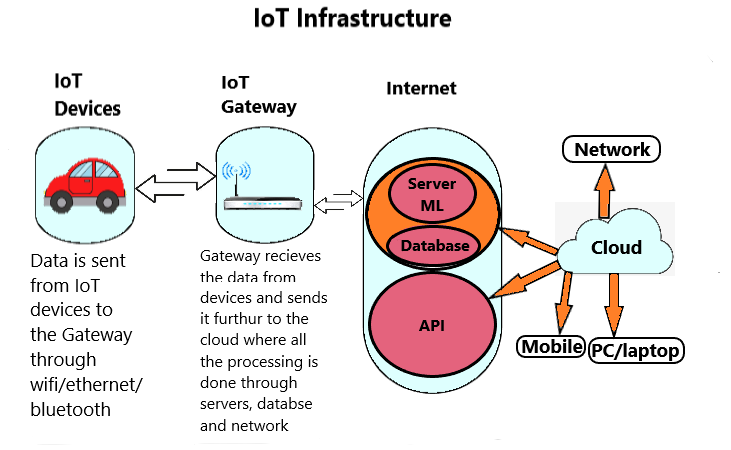 IoT Infrastructure
IoT
Devices
IoT
Gateway
Internet
Server
ML
Database
API
Network
Cloud
Mobile
PC/laptop
Data is sent
from IoT
devices to
the Gateway
through
wifi/ethernet/
bluetooth
Gateway recieves
the data from
devices and sends
it furthur to the
cloud where all
the processing is
done through
servers, databse
and network